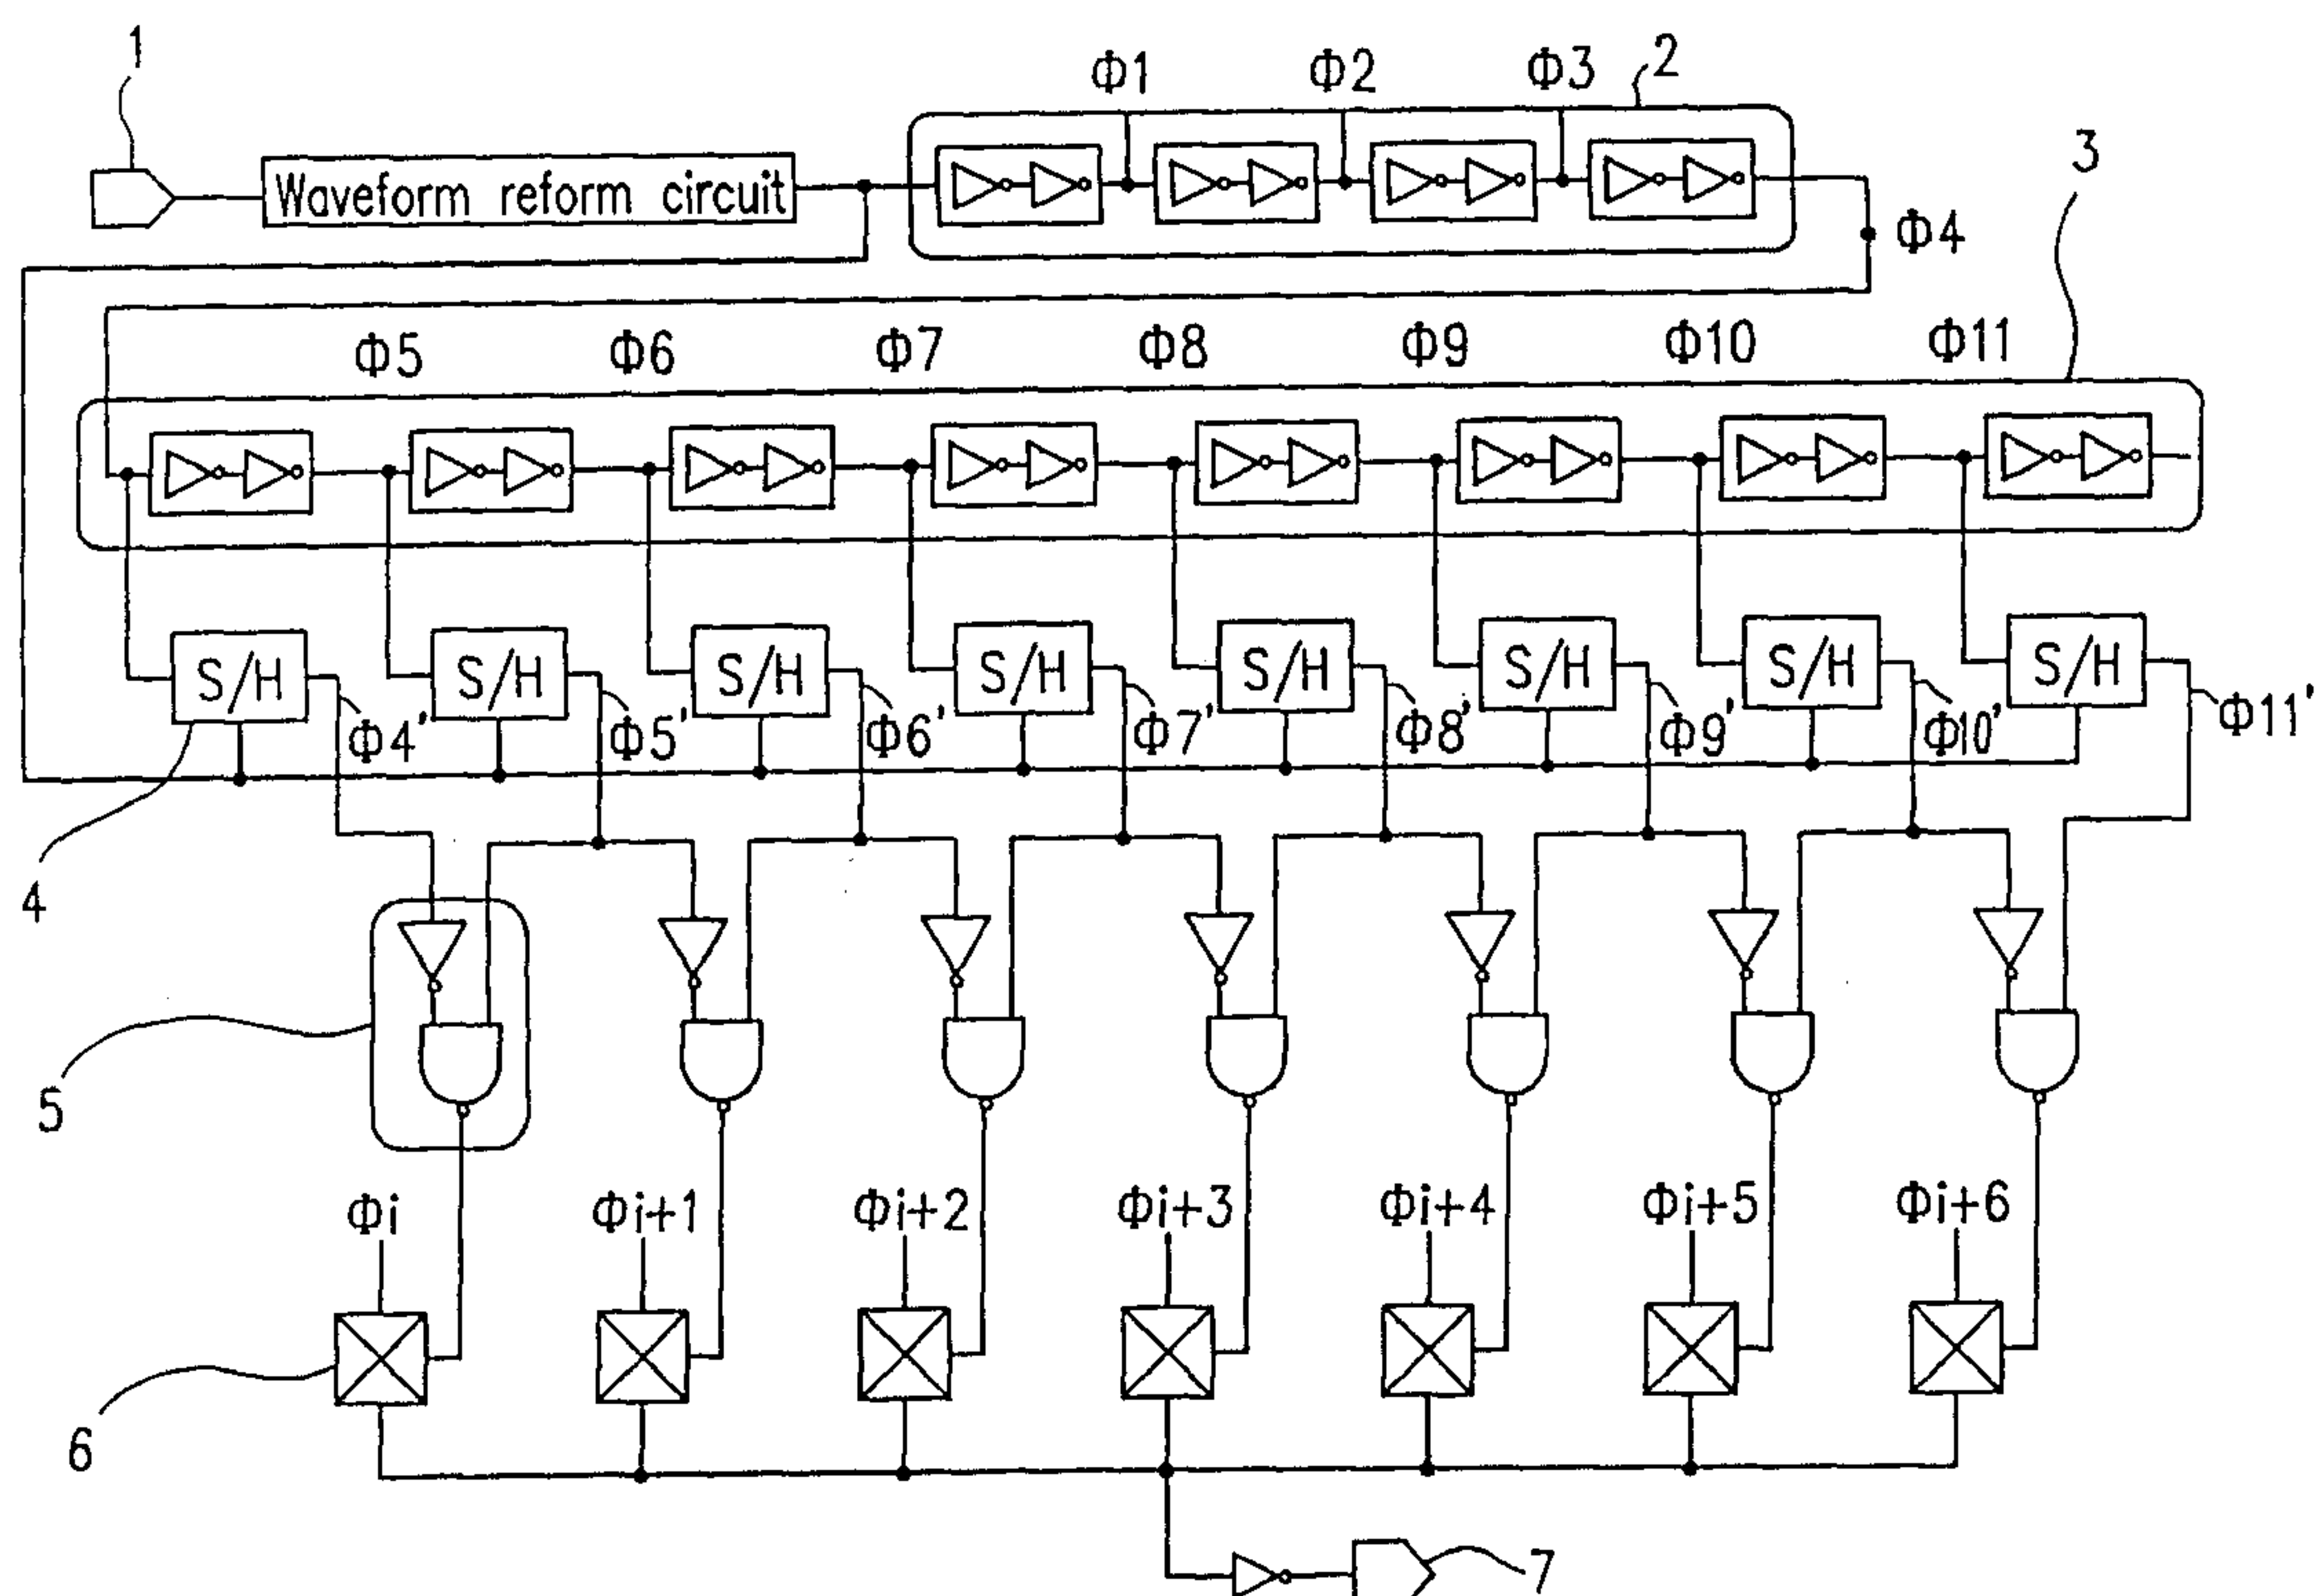 1
Φ1 Φ2 Φ3 2
Waveform reform circuit
3
Φ4
Φ5 Φ6 Φ7 Φ8 Φ9 Φ10 Φ11
S/H S/H S/H S/H S/H S/H S/H S/H
Φ4' Φ5' Φ6' Φ7' Φ8' Φ9' Φ10' Φ11'
4
5
Φi Φi+1 Φi+2 Φi+3 Φi+4 Φi+5 Φi+6
6
7